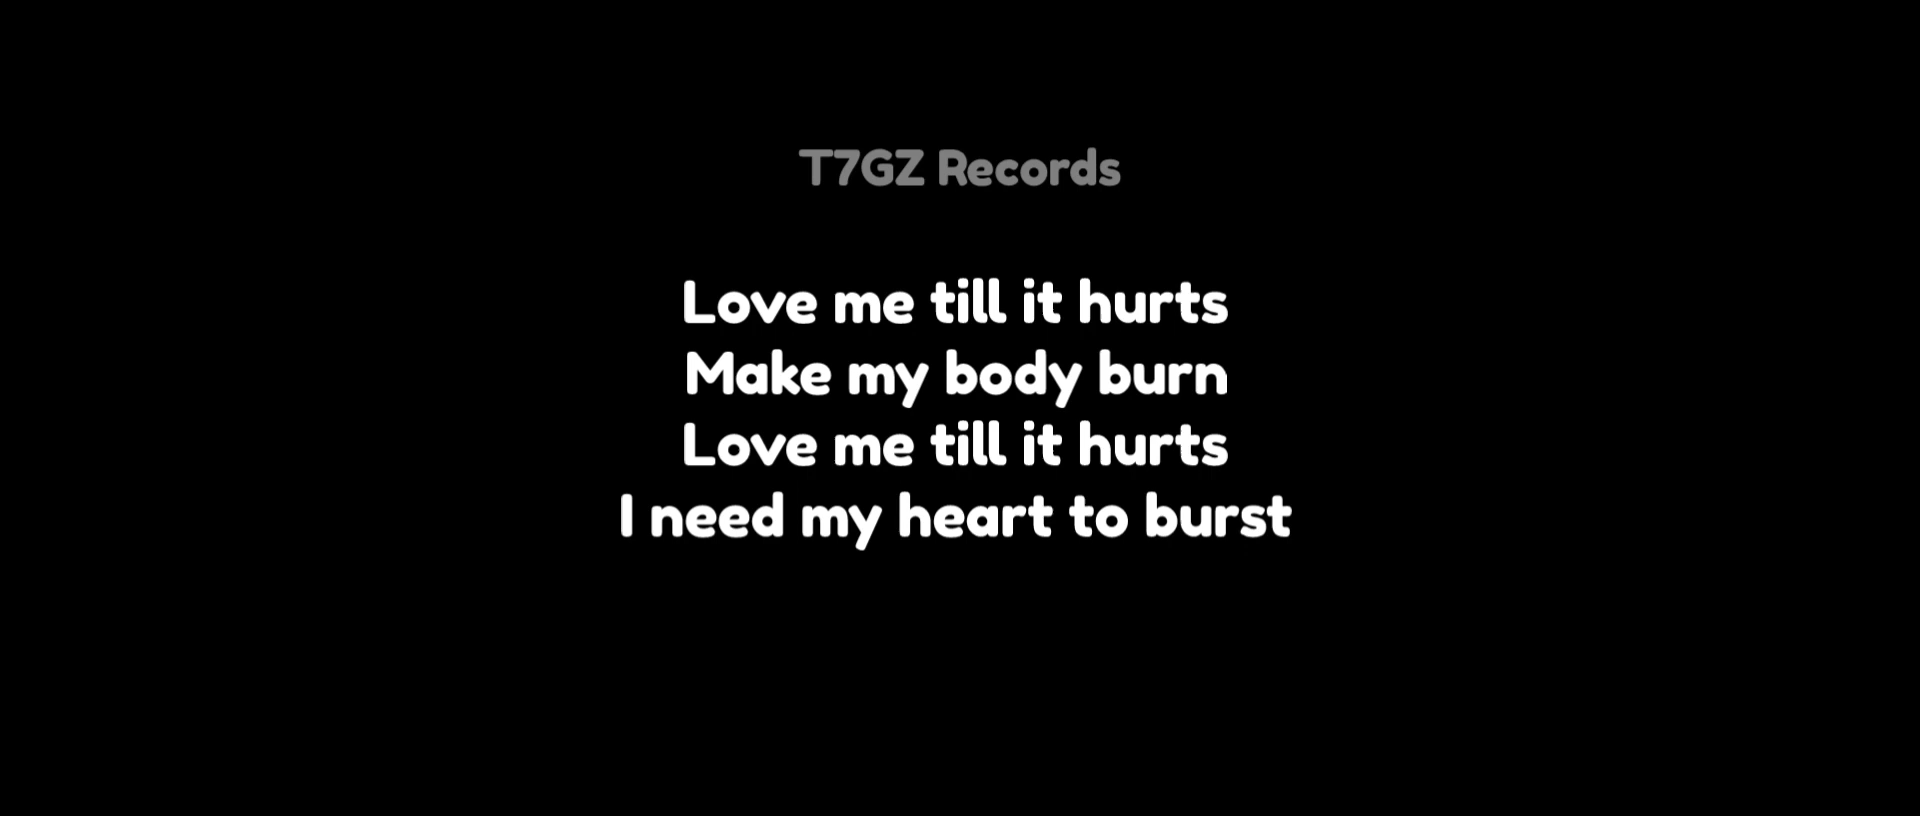 T7GZ Records
Love me till it hurts
Make my body burn
Love me till it hurts
I need my heart to burst